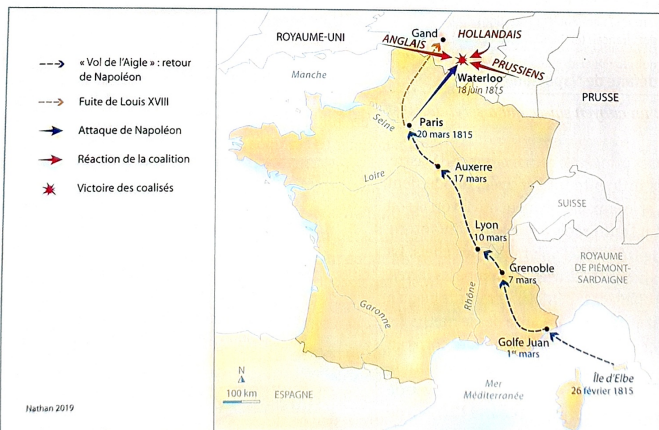 « Vol de l'Aigle » : retour
de Napoléon
Fuite de Louis XVIII
Attaque de Napoléon
Réaction de la coalition
Victoire des coalisés
Nathan 2019
ROYAUME-UNI
Manche
Gand
ANGLAIS
HOLLANDAIS
PRUSSIENS
Waterloo
18 juin 1815
PRUSSE
Seine
Paris
20 mars 1815
Auxerre
17 mars
Loire
SUISSE
Lyon
10 mars
ROYAUME
DE PIÉMONT-
SARDAIGNE
Grenoble
7 mars
Rhône
Garonne
Golfe Juan
1er mars
Île d'Elbe
26 février 1815
Mer
Méditerranée
ESPAGNE
N
100 km